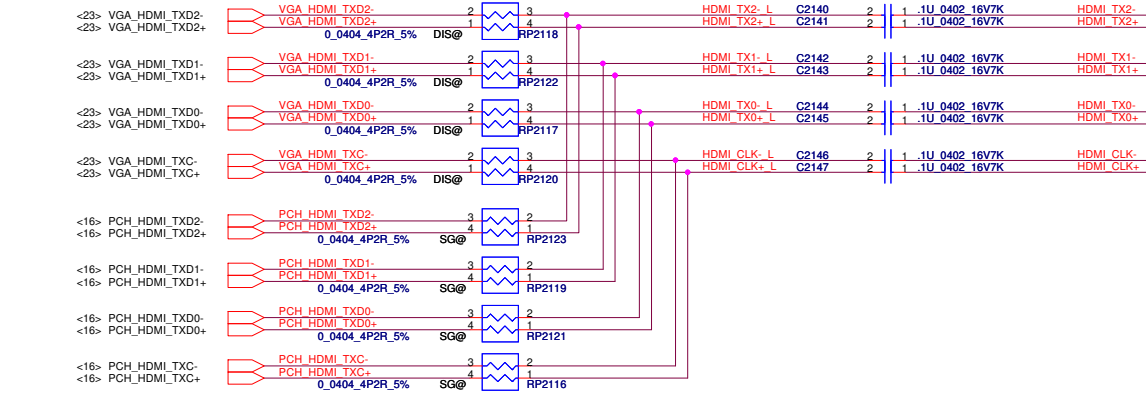 <23> VGA_HDMI_TXD2- VGA_HDMI_TXD2- 2 3 HDMI_TX2-_L C2140 2 1 .1U_0402_16V7K HDMI_TX2-
<23> VGA_HDMI_TXD2+ VGA_HDMI_TXD2+ 1 4 HDMI_TX2+_L C2141 2 1 .1U_0402_16V7K HDMI_TX2+
0_0404_4P2R_5% DIS@ RP2118
<23> VGA_HDMI_TXD1- VGA_HDMI_TXD1- 2 3 HDMI_TX1-_L C2142 2 1 .1U_0402_16V7K HDMI_TX1-
<23> VGA_HDMI_TXD1+ VGA_HDMI_TXD1+ 1 4 HDMI_TX1+_L C2143 2 1 .1U_0402_16V7K HDMI_TX1+
0_0404_4P2R_5% DIS@ RP2122
<23> VGA_HDMI_TXD0- VGA_HDMI_TXD0- 2 3 HDMI_TX0-_L C2144 2 1 .1U_0402_16V7K HDMI_TX0-
<23> VGA_HDMI_TXD0+ VGA_HDMI_TXD0+ 1 4 HDMI_TX0+_L C2145 2 1 .1U_0402_16V7K HDMI_TX0+
0_0404_4P2R_5% DIS@ RP2117
<23> VGA_HDMI_TXC- VGA_HDMI_TXC- 2 3 HDMI_CLK-_L C2146 2 1 .1U_0402_16V7K HDMI_CLK-
<23> VGA_HDMI_TXC+ VGA_HDMI_TXC+ 1 4 HDMI_CLK+_L C2147 2 1 .1U_0402_16V7K HDMI_CLK+
0_0404_4P2R_5% DIS@ RP2120
<16> PCH_HDMI_TXD2- PCH_HDMI_TXD2- 3 2
<16> PCH_HDMI_TXD2+ PCH_HDMI_TXD2+ 4 1
0_0404_4P2R_5% SG@ RP2123
<16> PCH_HDMI_TXD1- PCH_HDMI_TXD1- 3 2
<16> PCH_HDMI_TXD1+ PCH_HDMI_TXD1+ 4 1
0_0404_4P2R_5% SG@ RP2119
<16> PCH_HDMI_TXD0- PCH_HDMI_TXD0- 3 2
<16> PCH_HDMI_TXD0+ PCH_HDMI_TXD0+ 4 1
0_0404_4P2R_5% SG@ RP2121
<16> PCH_HDMI_TXC- PCH_HDMI_TXC- 3 2
<16> PCH_HDMI_TXC+ PCH_HDMI_TXC+ 4 1
0_0404_4P2R_5% SG@ RP2116